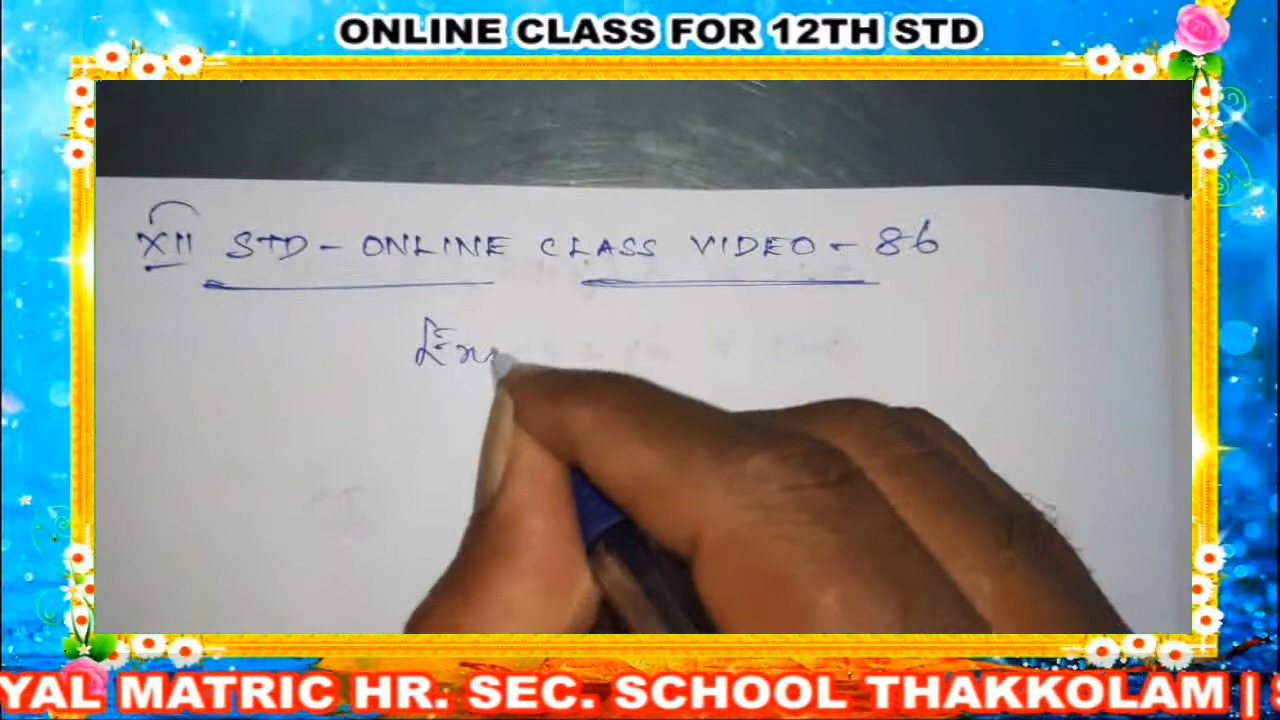 ONLINE CLASS FOR 12TH STD
XII STD - ONLINE CLASS VIDEO - 86
YAL MATRIC HR. SEC. SCHOOL THAKKOLAM |